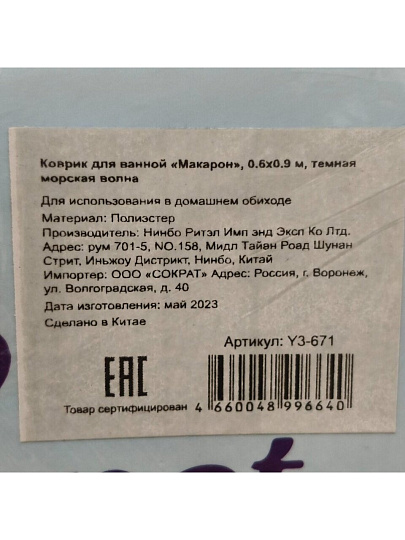 Коврик для ванной «Макарон», 0.6х0.9 м, темная
морская волна
Для использования в домашнем обиходе
Материал: Полиэстер
Производитель: Нинбо Ритэл Имп энд Эксп Ко Лтд.
Адрес: рум 701-5, NO.158, Мидл Тайан Роад Шунан
Стрит, Иньжоу Дистрикт, Нинбо, Китай
Импортер: ООО «СОКРАТ» Адрес: Россия, г. Воронеж,
ул. Волгоградская, д. 40
Дата изготовления: май 2023
Сделано в Китае
Артикул: Y3-671
EAC
Товар сертифицирован
4 660048 996640